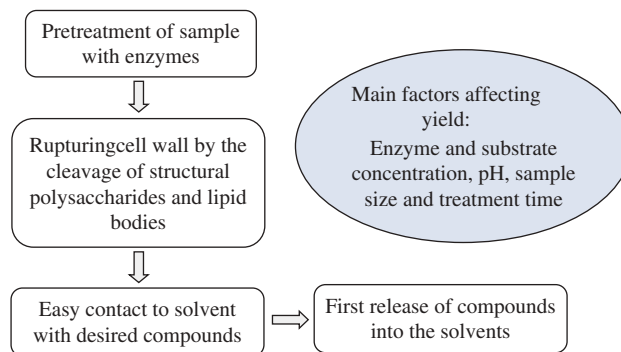 Pretreatment of sample
with enzymes
Rupturingcell wall by the
cleavage of structural
polysaccharides and lipid
bodies
Easy contact to solvent
with desired compounds
First release of compounds
into the solvents
Main factors affecting
yield:
Enzyme and substrate
concentration, pH, sample
size and treatment time